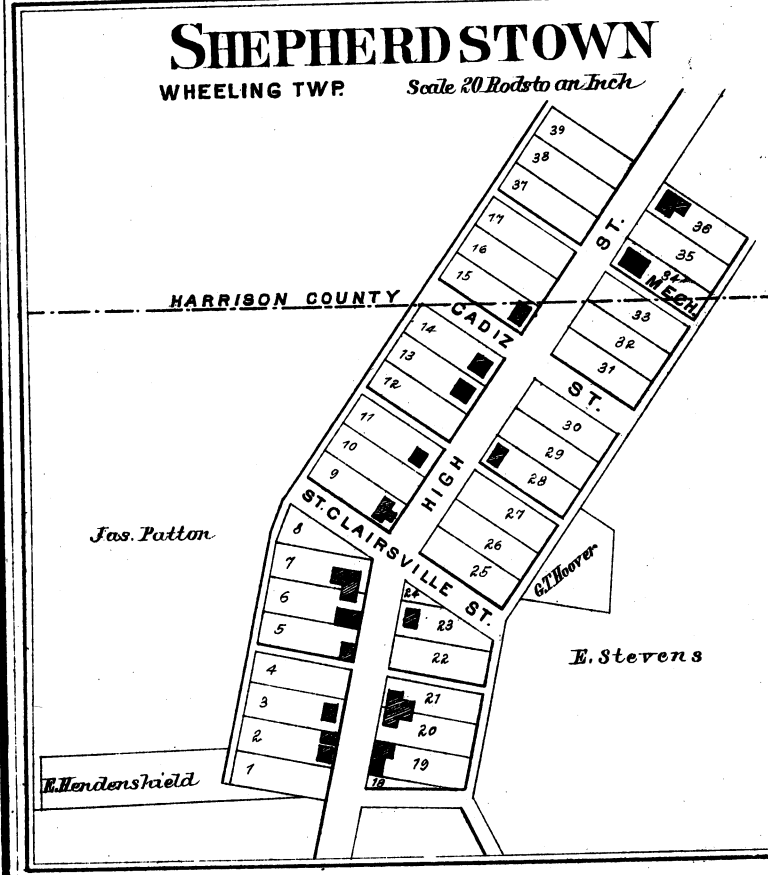 SHEPHERDSTOWN
WHEELING TWP.
Scale 20 Rods to an Inch
39
38
37
17
16
15
ST.
36
35
34
MECH.
HARRISON COUNTY
CADIZ
ST.
14
13
12
33
32
31
11
10
9
30
29
28
HIGH
27
26
25
ST. CLAIRSVILLE ST.
Jas. Patton
G.T. Hoover
E. Stevens
8
7
6
5
24
23
22
4
3
2
1
21
20
19
18
R. Hendenshield